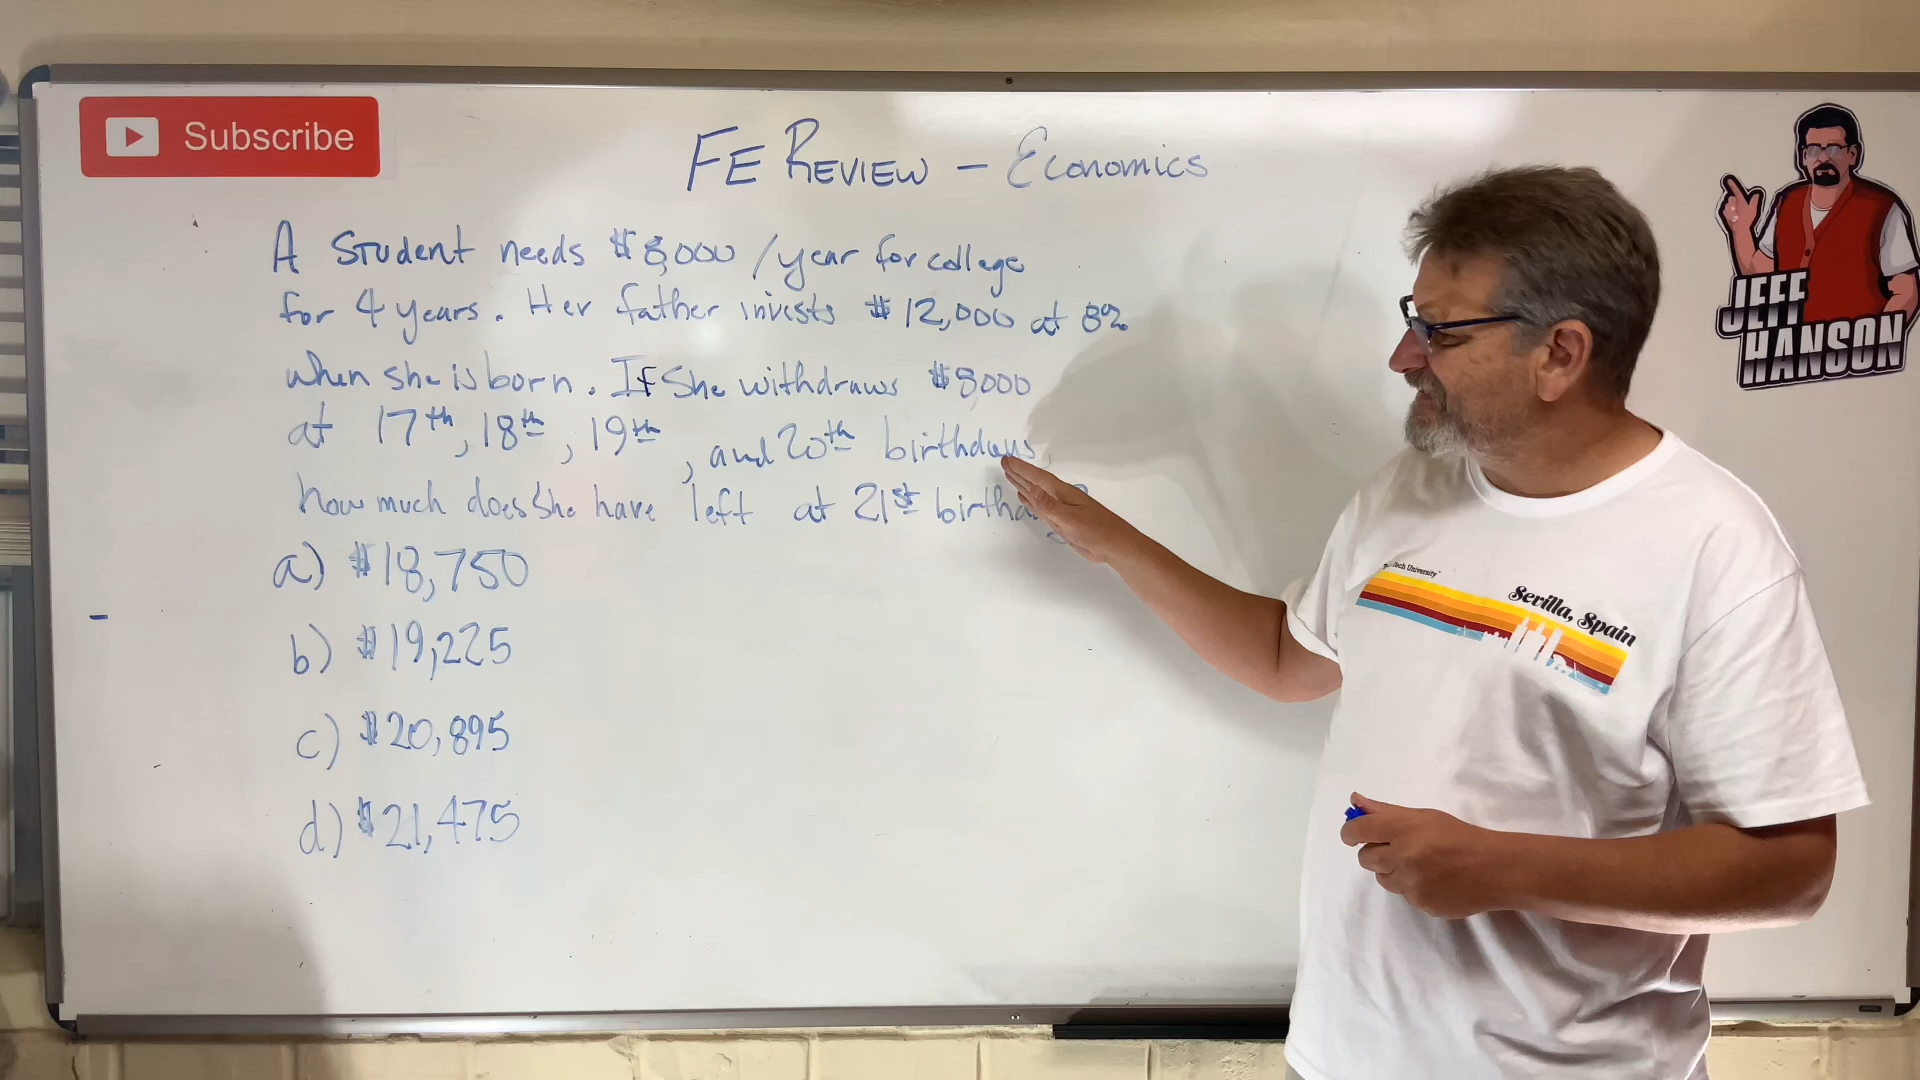 Subscribe
FE REVIEW - Economics
A Student needs $8,000 /year for college
for 4 years. Her father invests $12,000 at 8%
when she is born. If She withdraws $8000
at 17th, 18th, 19th, and 20th birthdays,
how much does She have left at 21st
a) $18,750
b) $19,225
c) $20,895
d) $21,475
JEFF
HANSON
Tech University
Sevilla, Spain